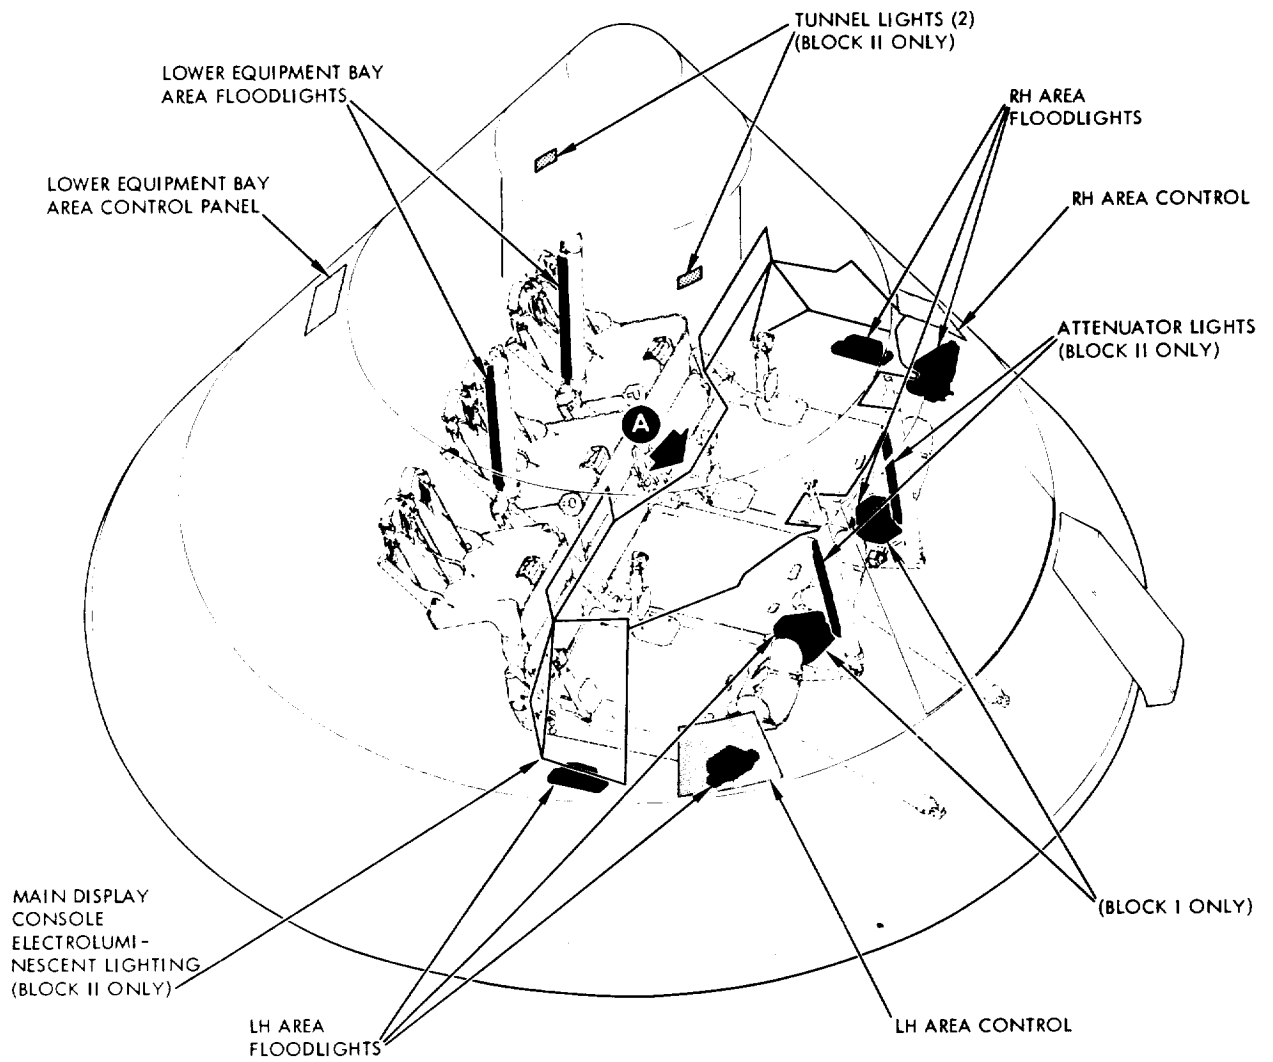 TUNNEL LIGHTS (2)
(BLOCK II ONLY)
LOWER EQUIPMENT BAY
AREA FLOODLIGHTS
RH AREA
FLOODLIGHTS
LOWER EQUIPMENT BAY
AREA CONTROL PANEL
RH AREA CONTROL
ATTENUATOR LIGHTS
(BLOCK II ONLY)
A
MAIN DISPLAY
CONSOLE
ELECTROLUMI-
NESCENT LIGHTING
(BLOCK II ONLY)
(BLOCK I ONLY)
LH AREA
FLOODLIGHTS
LH AREA CONTROL